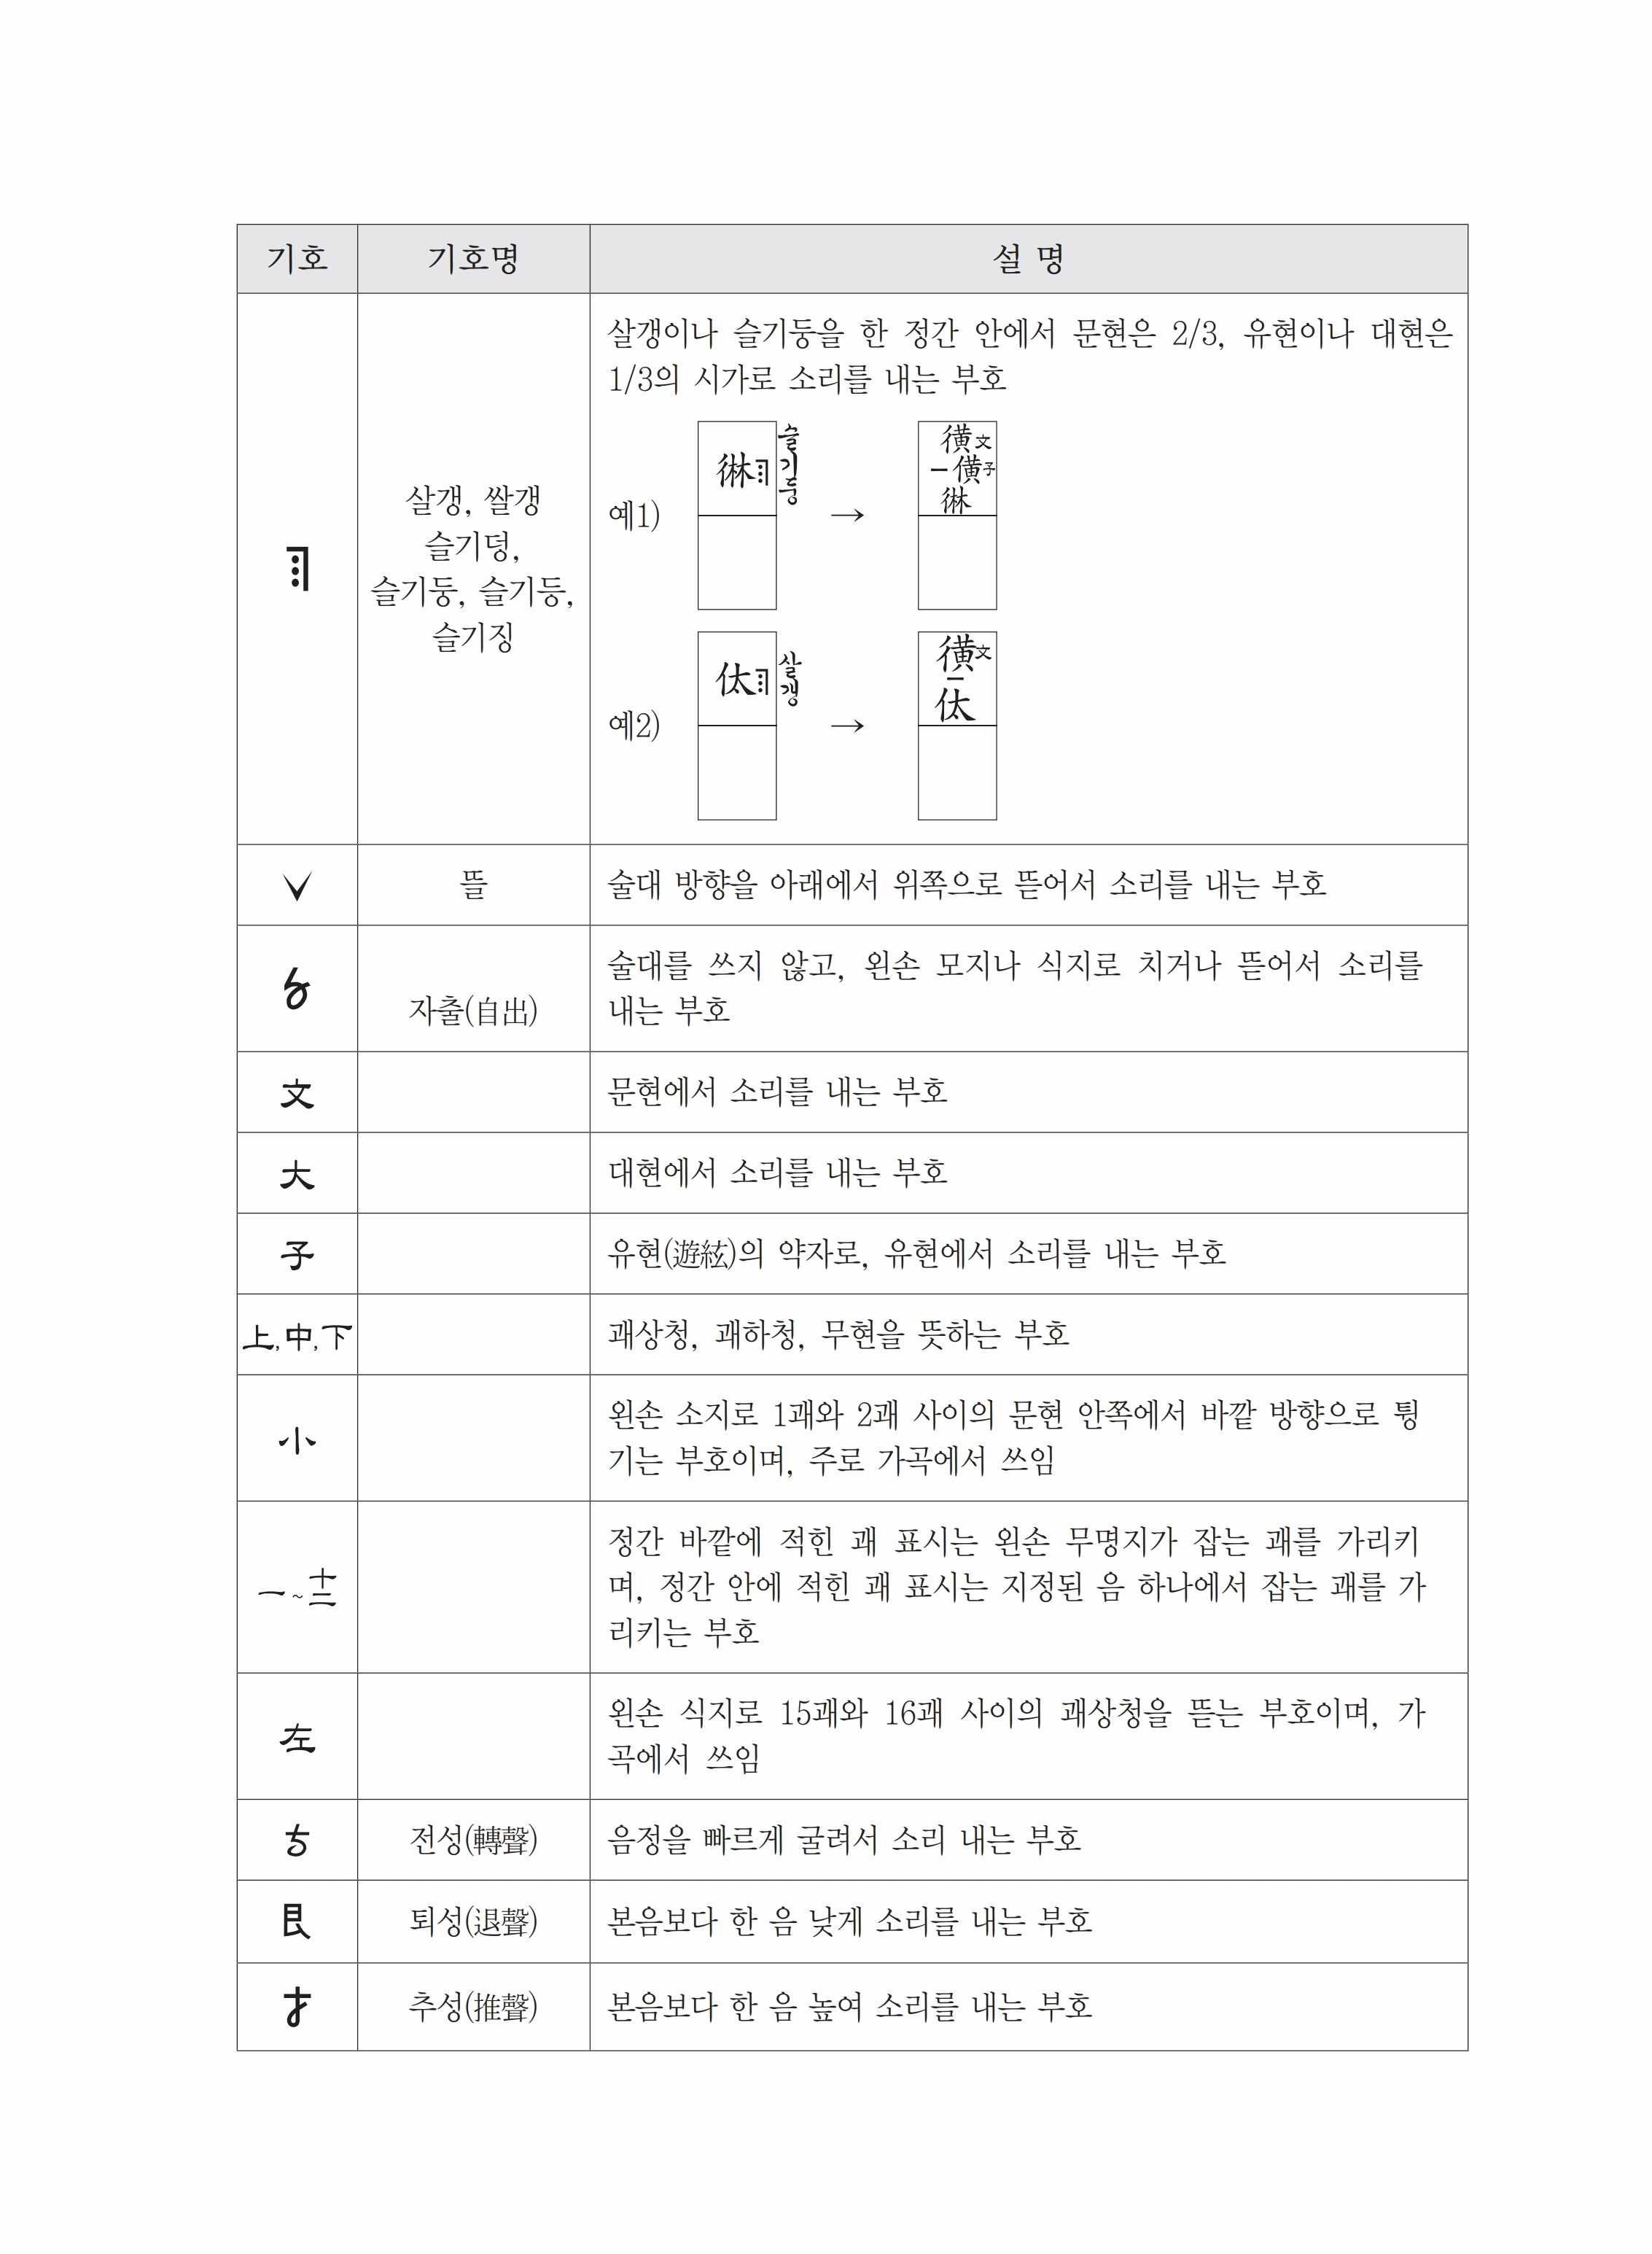 기호 기호명 설 명
살갱, 쌀갱
슬기덩,
슬기둥, 슬기등,
슬기징
살갱이나 슬기둥을 한 정간 안에서 문현은 2/3, 유현이나 대현은
1/3의 시가로 소리를 내는 부호
예1)
슬기둥
→
文
子
예2)
살갱
→
文
뜰
술대 방향을 아래에서 위쪽으로 뜯어서 소리를 내는 부호
자출(自出)
술대를 쓰지 않고, 왼손 모지나 식지로 치거나 뜯어서 소리를
내는 부호
文 문현에서 소리를 내는 부호
大 대현에서 소리를 내는 부호
子 유현(遊絃)의 약자로, 유현에서 소리를 내는 부호
上, 中, 下 괘상청, 괘하청, 무현을 뜻하는 부호
小
왼손 소지로 1괘와 2괘 사이의 문현 안쪽에서 바깥 방향으로 튕
기는 부호이며, 주로 가곡에서 쓰임
정간 바깥에 적힌 괘 표시는 왼손 무명지가 잡는 괘를 가리키
며, 정간 안에 적힌 괘 표시는 지정된 음 하나에서 잡는 괘를 가
리키는 부호
左
왼손 식지로 15괘와 16괘 사이의 괘상청을 뜯는 부호이며, 가
곡에서 쓰임
전성(轉聲) 음정을 빠르게 굴려서 소리 내는 부호
艮 퇴성(退聲) 본음보다 한 음 낮게 소리를 내는 부호
추성(推聲) 본음보다 한 음 높여 소리를 내는 부호